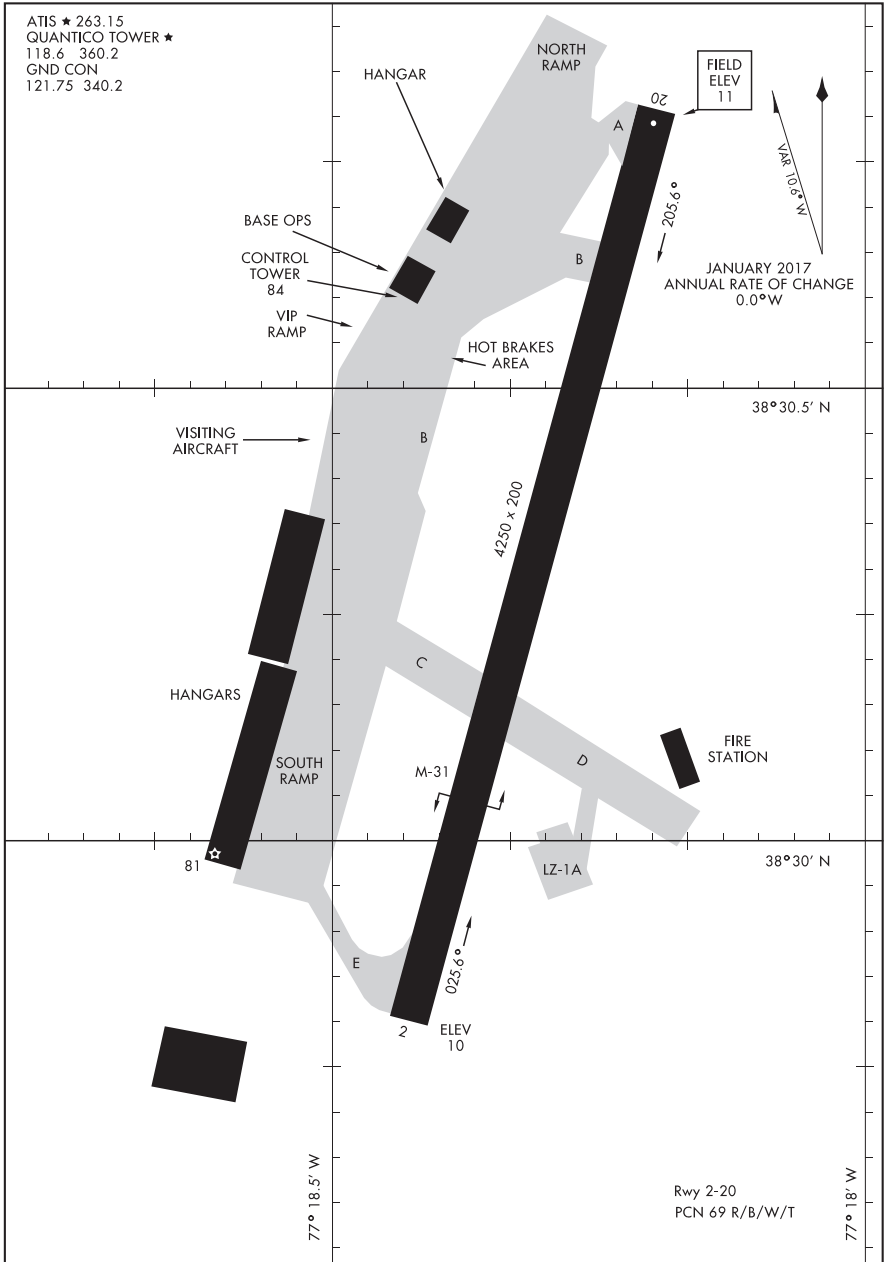 ATIS ★ 263.15
QUANTICO TOWER ★
118.6 360.2
GND CON
121.75 340.2
NORTH
RAMP
HANGAR
FIELD
ELEV
11
20
A
VAR 10.6° W
205.6°
BASE OPS
CONTROL
TOWER
84
B
JANUARY 2017
ANNUAL RATE OF CHANGE
0.0° W
VIP
RAMP
HOT BRAKES
AREA
38° 30.5' N
VISITING
AIRCRAFT
B
4250 x 200
C
HANGARS
SOUTH
RAMP
D
FIRE
STATION
M-31
81
LZ-1A
38° 30' N
E
025.6°
2
ELEV
10
77° 18.5' W
77° 18' W
Rwy 2-20
PCN 69 R/B/W/T